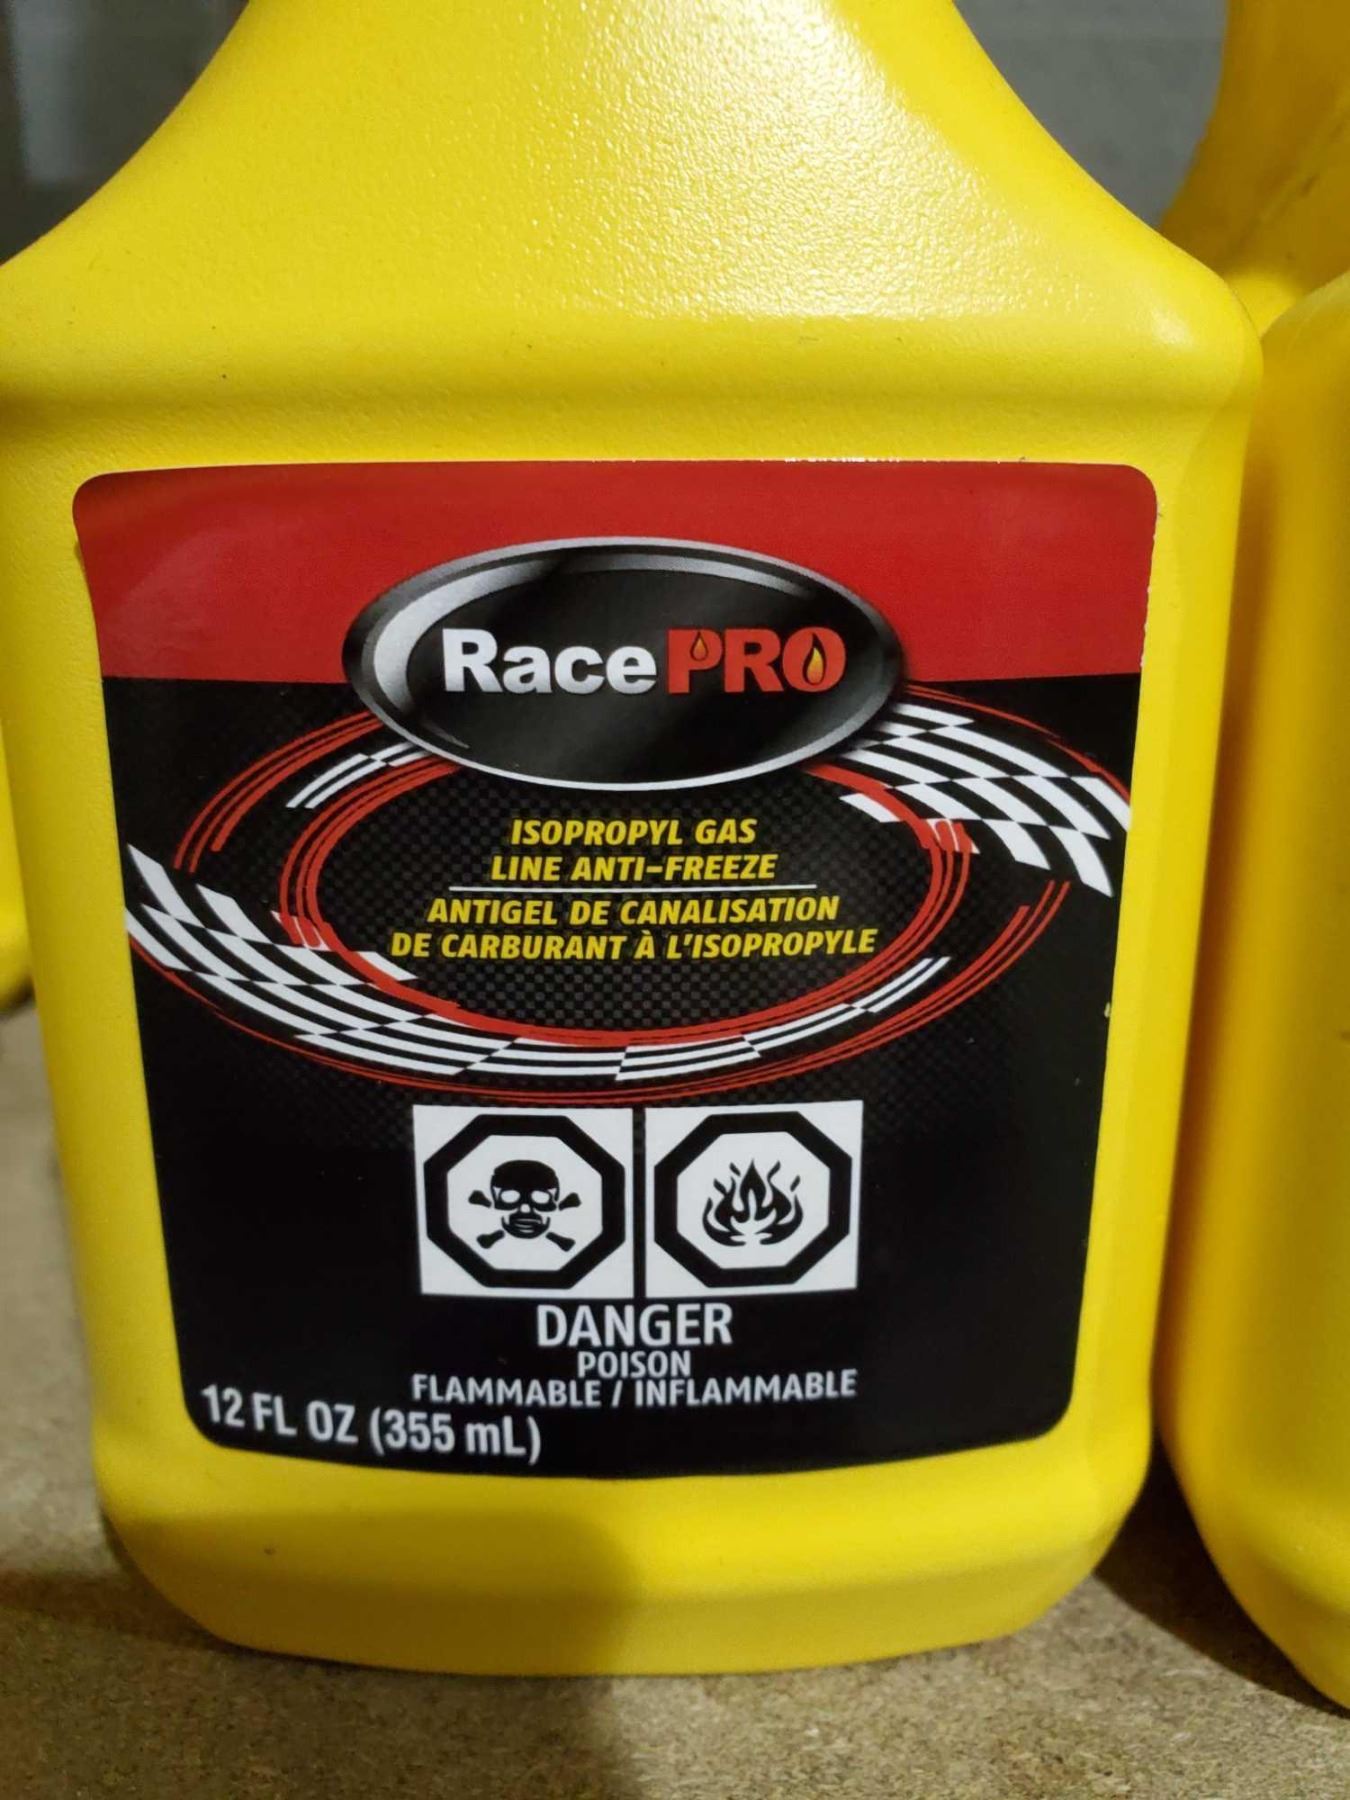 RacePRO
ISOPROPYL GAS
LINE ANTI-FREEZE
ANTIGEL DE CANALISATION
DE CARBURANT À L'ISOPROPYLE
DANGER
POISON
FLAMMABLE / INFLAMMABLE
12 FL OZ (355 mL)